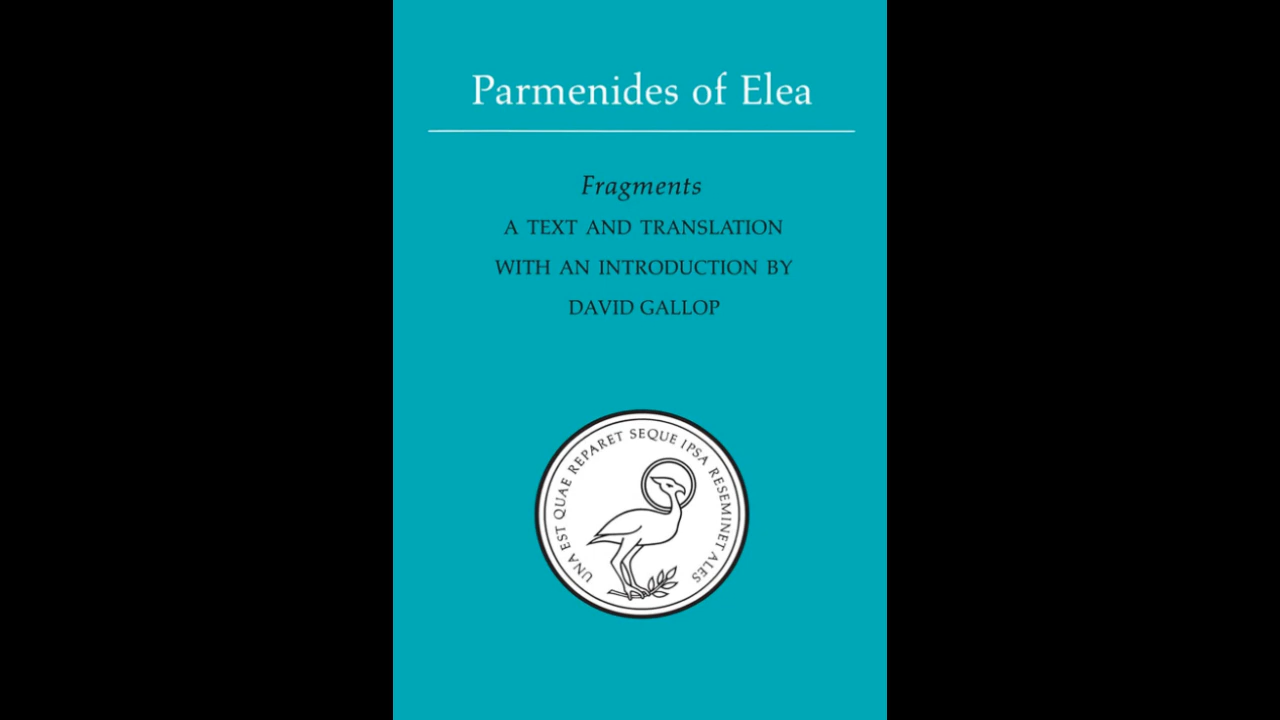 Parmenides of Elea
Fragments
A TEXT AND TRANSLATION
WITH AN INTRODUCTION BY
DAVID GALLOP
UNA EST QUAE REPARET SEQUE IPSA RESEMINET ALES